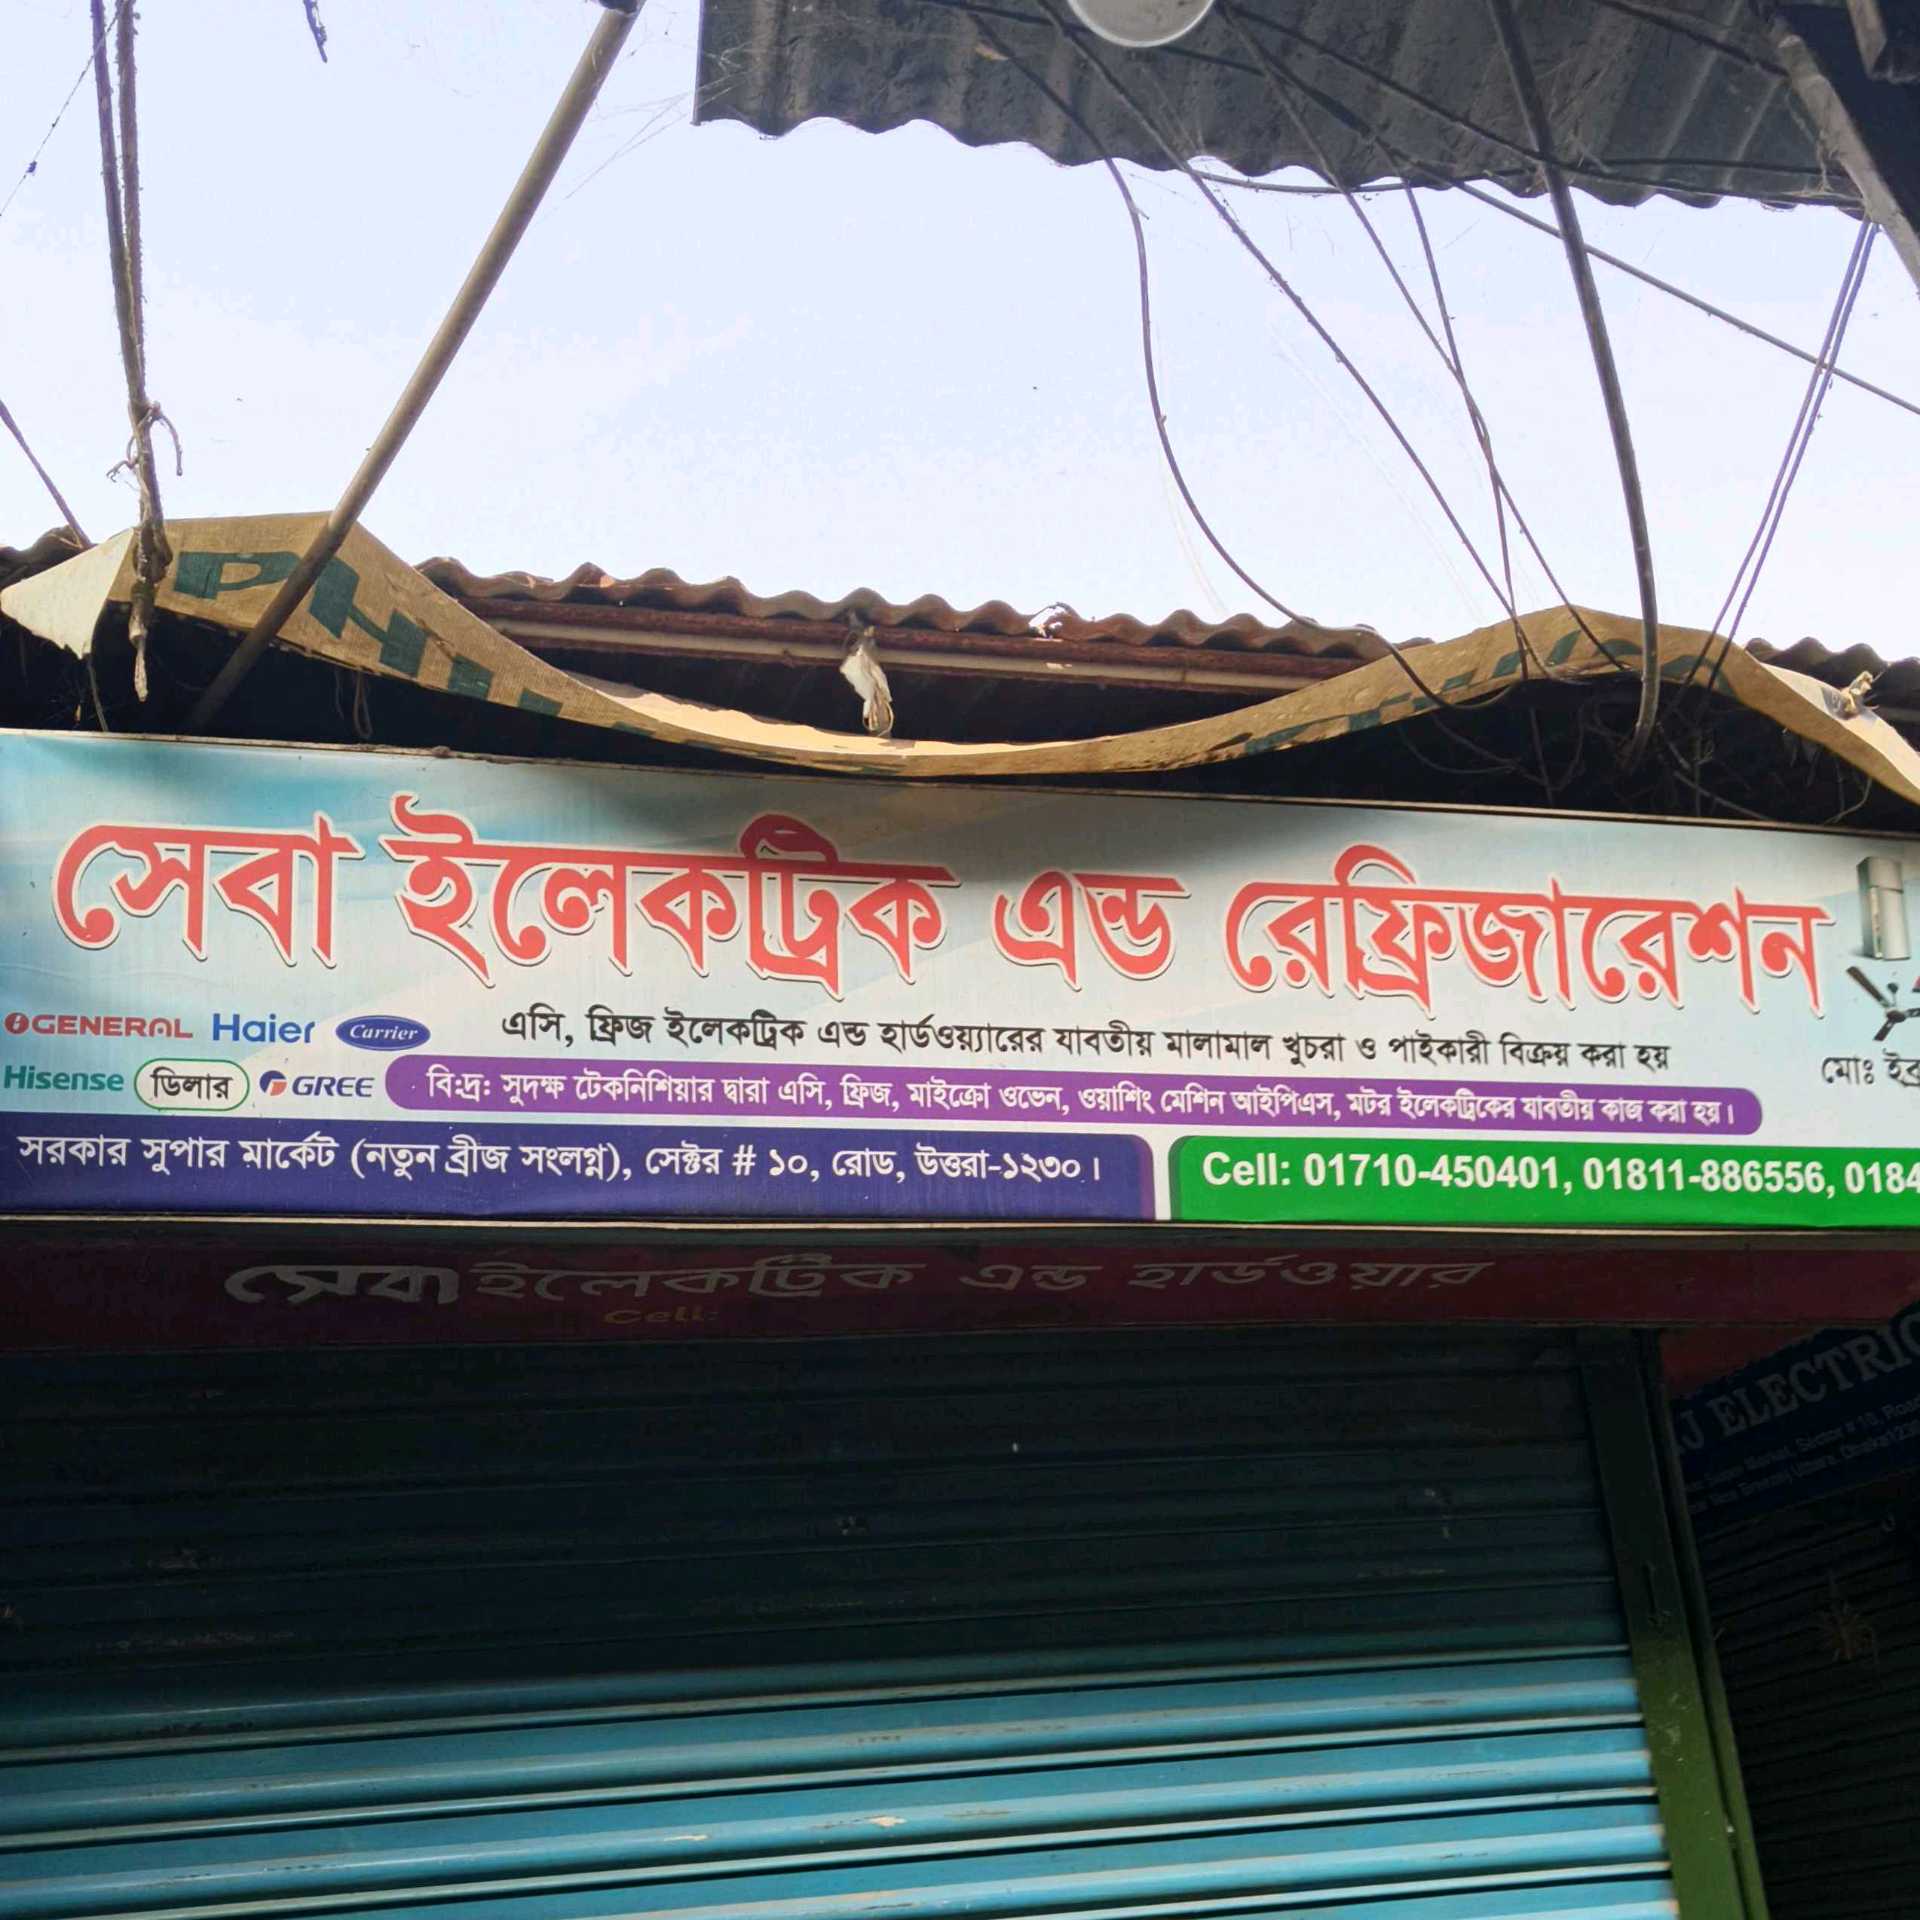 সেবা ইলেকট্রিক এন্ড রেফ্রিজারেশন
GENERAL Haier Carrier
এসি, ফ্রিজ ইলেকট্রিক এন্ড হার্ডওয়্যারের যাবতীয় মালামাল খুচরা ও পাইকারী বিক্রয় করা হয়
মোঃ
Hisense ডিলার GREE
বি:দ্র: সুদক্ষ টেকনিশিয়ার দ্বারা এসি, ফ্রিজ, মাইক্রো ওভেন, ওয়াশিং মেশিন আইপিএস, মটর ইলেকট্রিকের যাবতীয় কাজ করা হয়।
সরকার সুপার মার্কেট (নতুন ব্রীজ সংলগ্ন), সেক্টর # ১০, রোড, উত্তরা-১২৩০।
Cell: 01710-450401, 01811-886556, 0184
সেবা ইলেকট্রিক এন্ড হার্ডওয়্যার
Cell:
ELECTRIC